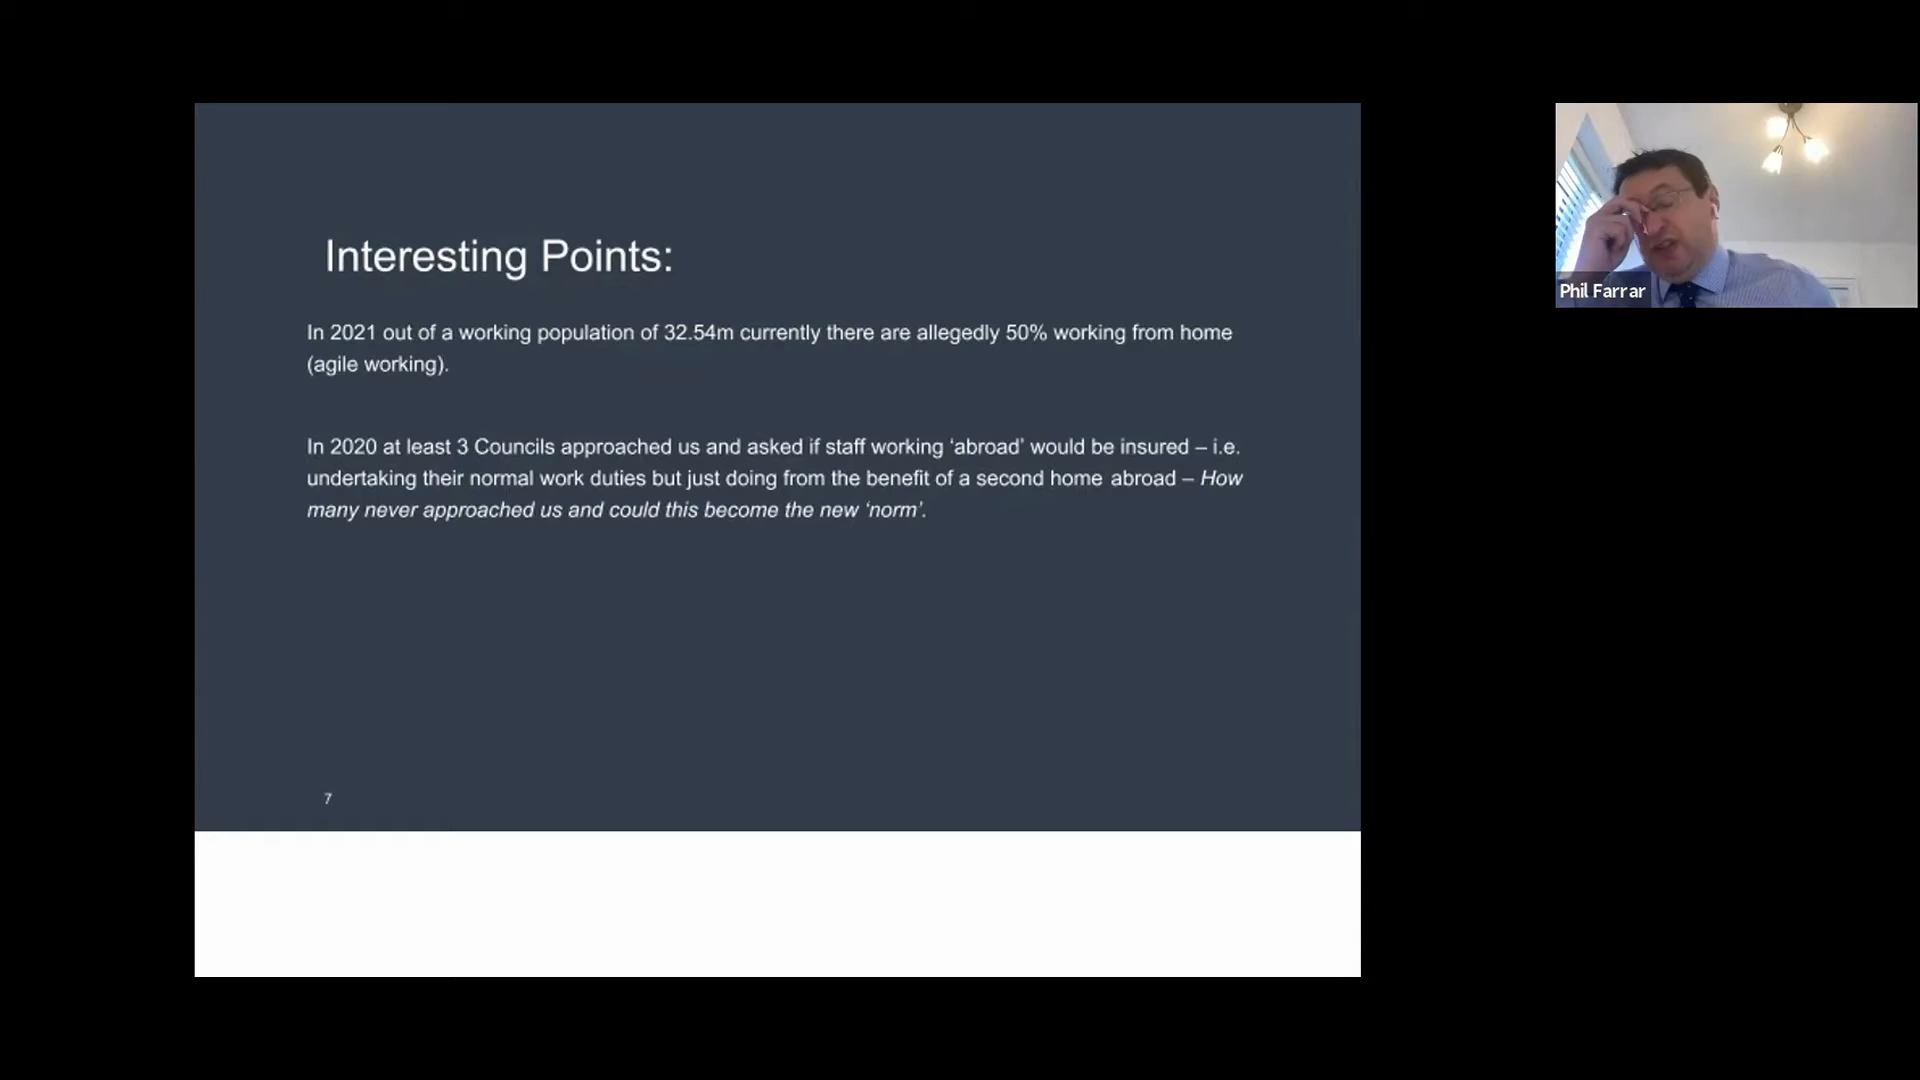 Interesting Points:
In 2021 out of a working population of 32.54m currently there are allegedly 50% working from home
(agile working).
In 2020 at least 3 Councils approached us and asked if staff working ‘abroad’ would be insured – i.e.
undertaking their normal work duties but just doing from the benefit of a second home abroad – How
many never approached us and could this become the new ‘norm’.
7
Phil Farrar